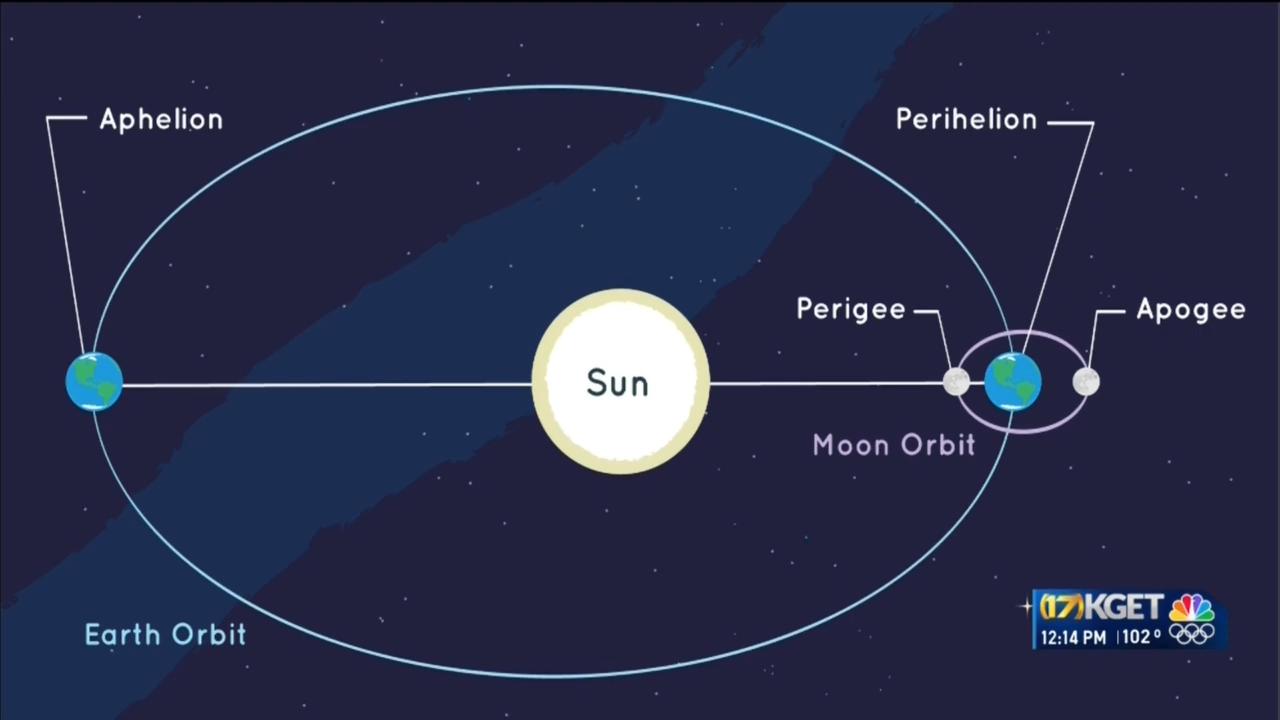 Aphelion
Perihelion
Perigee
Apogee
Sun
Moon Orbit
Earth Orbit
17 KGET
12:14 PM | 102°